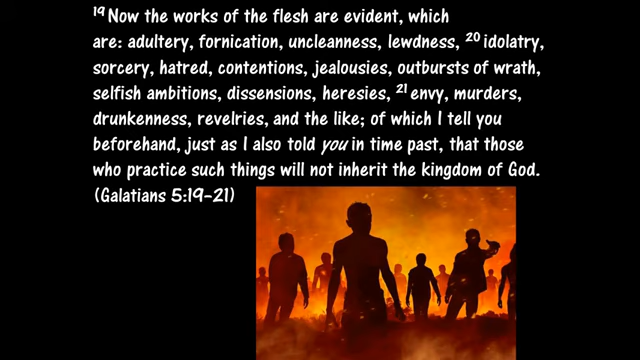 19 Now the works of the flesh are evident, which
are: adultery, fornication, uncleanness, lewdness, 20 idolatry,
sorcery, hatred, contentions, jealousies, outbursts of wrath,
selfish ambitions, dissensions, heresies, 21 envy, murders,
drunkenness, revelries, and the like; of which I tell you
beforehand, just as I also told you in time past, that those
who practice such things will not inherit the kingdom of God.
(Galatians 5:19-21)